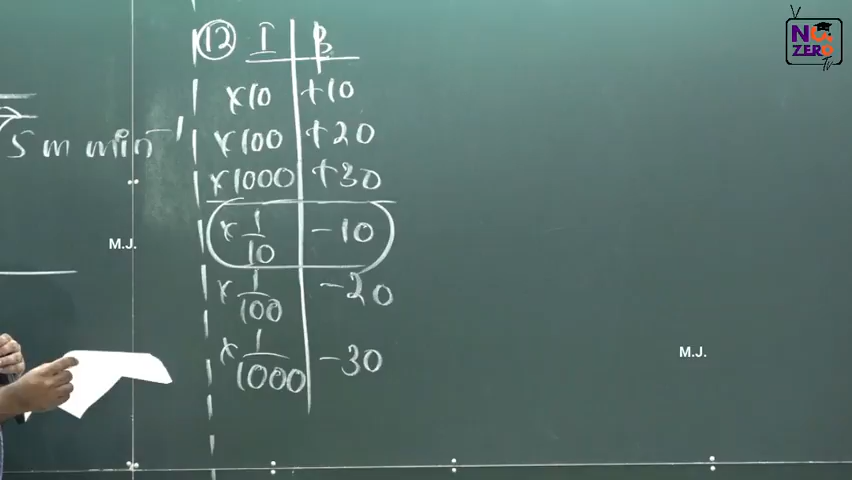 5 m min⁻¹
12 I B
×10 +10
×100 +20
×1000 +30
×1/10 -10
×1/100 -20
×1/1000 -30
M.J.
M.J.
NO.
ZERO
TV